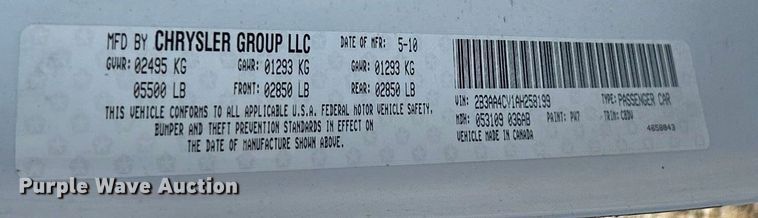 MFD BY CHRYSLER GROUP LLC DATE OF MFR: 5-10
GVWR: 02495 KG GAWR: 01293 KG GAWR: 01293 KG
05500 LB FRONT: 02850 LB REAR: 02850 LB
THIS VEHICLE CONFORMS TO ALL APPLICABLE U.S.A. FEDERAL MOTOR VEHICLE SAFETY,
BUMPER AND THEFT PREVENTION STANDARDS IN EFFECT ON
THE DATE OF MANUFACTURE SHOWN ABOVE.
VIN: 2B3AA4CV1AH258199 TYPE: PASSENGER CAR
MDH: 053109 036AB PAINT: PW7 TRIM: CBDV
VEHICLE MADE IN CANADA 4658043
Purple Wave Auction